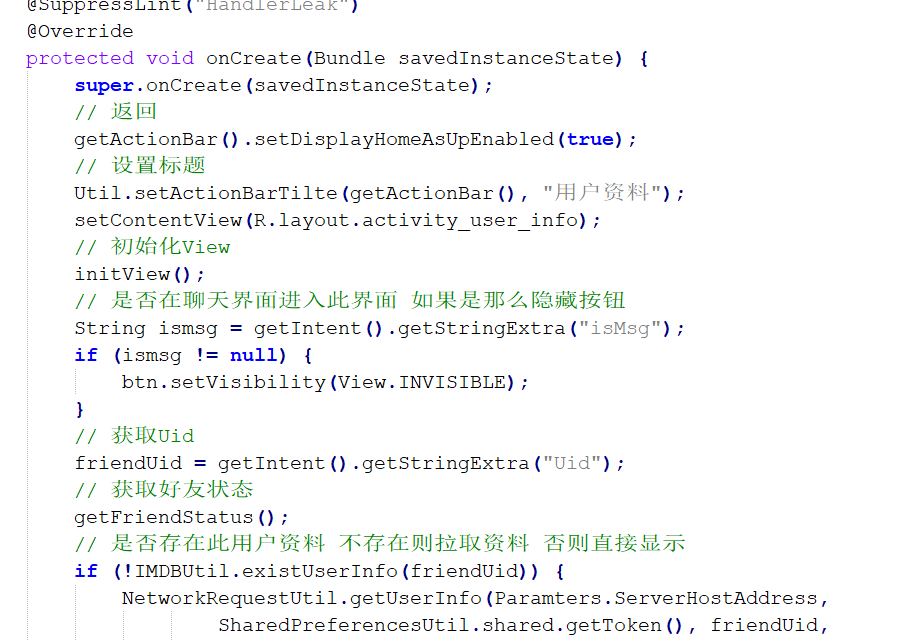 @SuppressLint("HandlerLeak")
@Override
protected void onCreate(Bundle savedInstanceState) {
super.onCreate(savedInstanceState);
// 返回
getActionBar().setDisplayHomeAsUpEnabled(true);
// 设置标题
Util.setActionBarTilte(getActionBar(), "用户资料");
setContentView(R.layout.activity_user_info);
// 初始化View
initView();
// 是否在聊天界面进入此界面 如果是那么隐藏按钮
String ismsg = getIntent().getStringExtra("isMsg");
if (ismsg != null) {
btn.setVisibility(View.INVISIBLE);
}
// 获取Uid
friendUid = getIntent().getStringExtra("Uid");
// 获取好友状态
getFriendStatus();
// 是否存在此用户资料 不存在则拉取资料 否则直接显示
if (!IMDBUtil.existUserInfo(friendUid)) {
NetworkRequestUtil.getUserInfo(Paramters.ServerHostAddress,
SharedPreferencesUtil.shared.getToken(), friendUid,